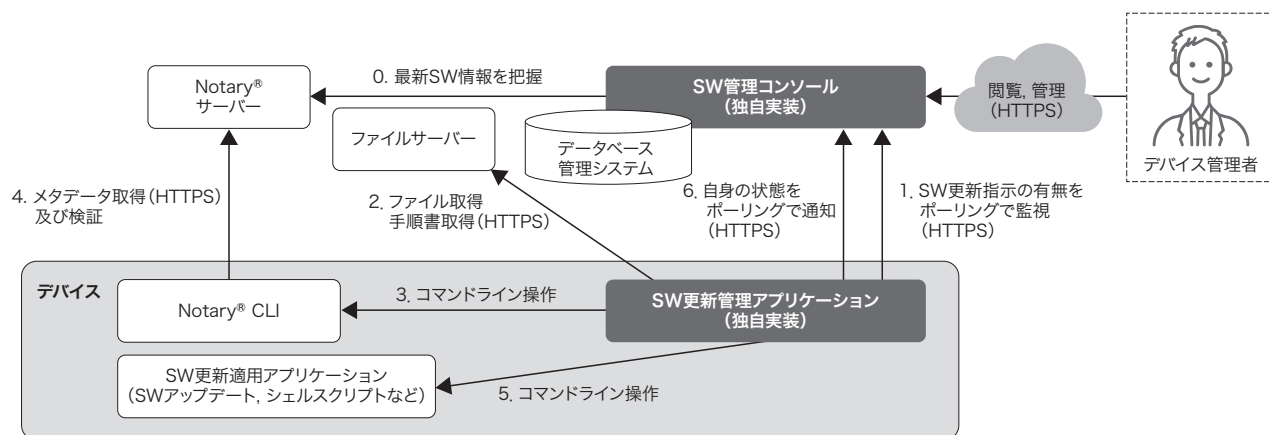 Notary®
サーバー
0. 最新SW情報を把握
SW管理コンソール
(独自実装)
閲覧, 管理
(HTTPS)
デバイス管理者
ファイルサーバー
データベース
管理システム
4. メタデータ取得(HTTPS)
及び検証
2. ファイル取得
手順書取得(HTTPS)
6. 自身の状態を
ポーリングで通知
(HTTPS)
1. SW更新指示の有無を
ポーリングで監視
(HTTPS)
デバイス
Notary® CLI
3. コマンドライン操作
SW更新管理アプリケーション
(独自実装)
SW更新適用アプリケーション
(SWアップデート, シェルスクリプトなど)
5. コマンドライン操作